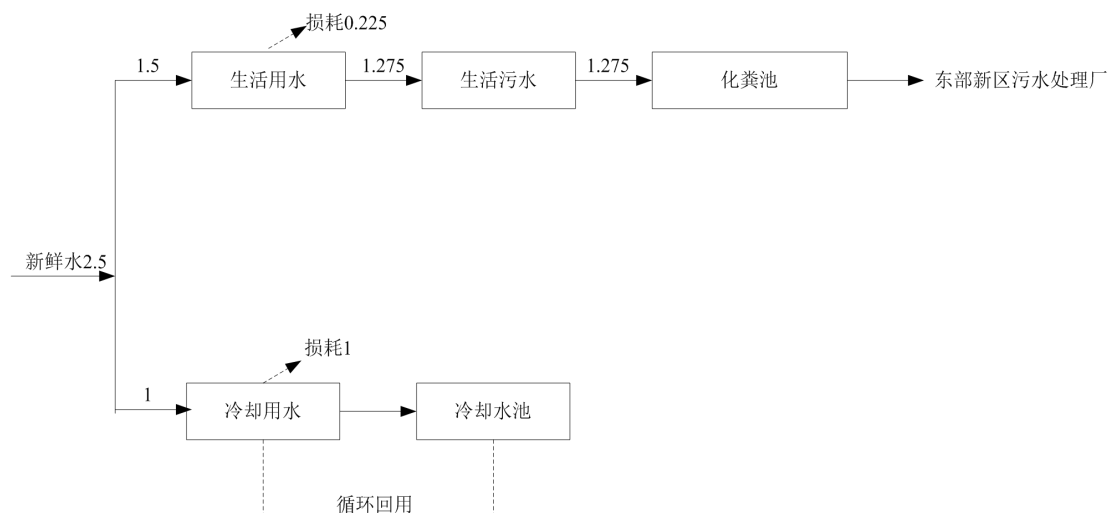 损耗0.225
1.5
生活用水
1.275
生活污水
1.275
化粪池
东部新区污水处理厂
新鲜水2.5
损耗1
1
冷却用水
冷却水池
循环回用